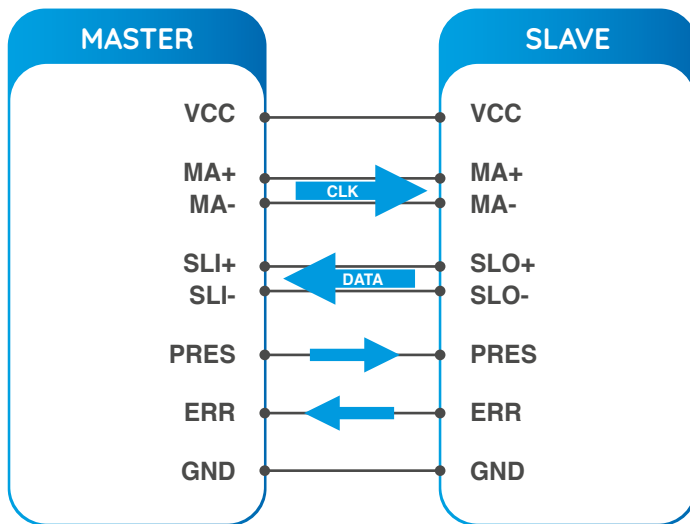 MASTER SLAVE
VCC VCC
MA+ MA+
CLK
MA- MA-
SLI+ SLO+
DATA
SLI- SLO-
PRES PRES
ERR ERR
GND GND